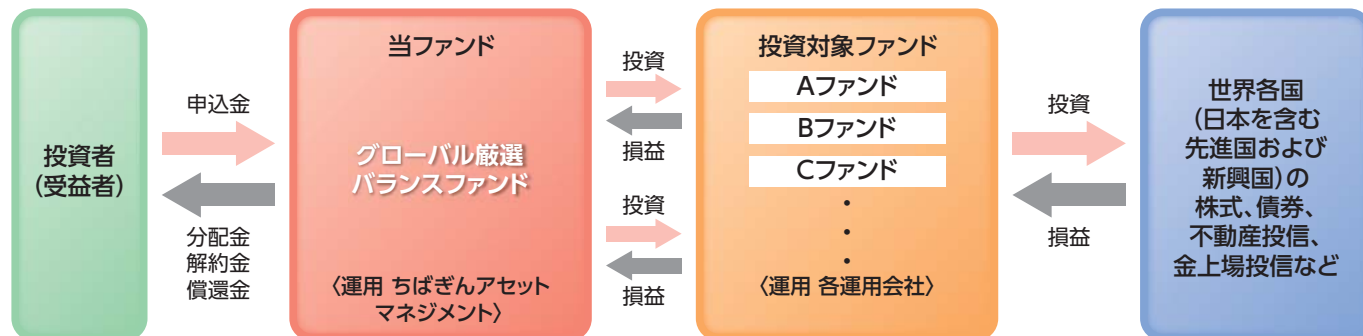 投資者
(受益者)
申込金
分配金
解約金
償還金
当ファンド
グローバル厳選
バランスファンド
〈運用 ちばぎんアセット
マネジメント〉
投資
損益
投資
損益
投資対象ファンド
Aファンド
Bファンド
Cファンド
・
・
・
〈運用 各運用会社〉
投資
損益
世界各国
(日本を含む
先進国および
新興国)の
株式、債券、
不動産投信、
金上場投信など